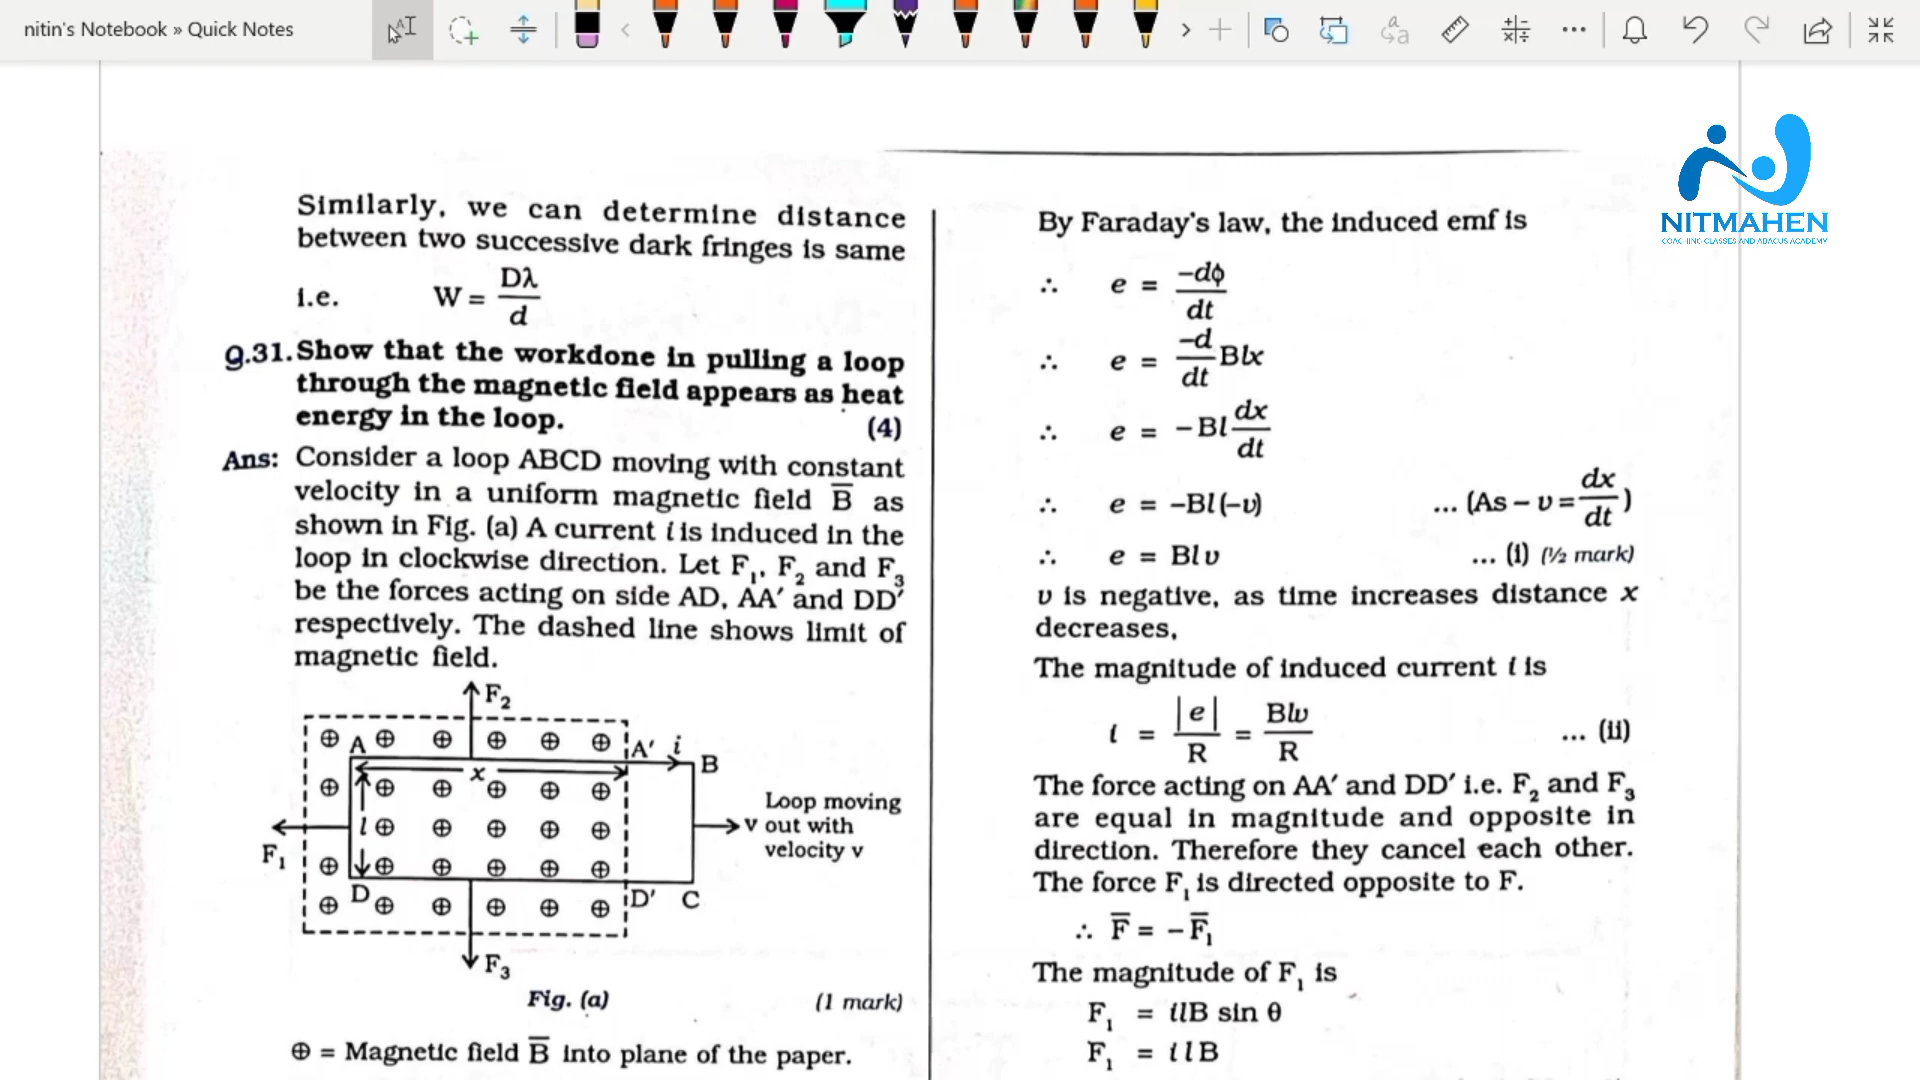 nitin's Notebook » Quick Notes
NITMAHEN
COACHING CLASSES AND ABACUS ACADEMY
Similarly, we can determine distance
between two successive dark fringes is same
i.e. W = Dλ/d
Q.31. Show that the workdone in pulling a loop
through the magnetic field appears as heat
energy in the loop. (4)
Ans: Consider a loop ABCD moving with constant
velocity in a uniform magnetic field B̅ as
shown in Fig. (a) A current i is induced in the
loop in clockwise direction. Let F₁, F₂ and F₃
be the forces acting on side AD, AA′ and DD′
respectively. The dashed line shows limit of
magnetic field.
F₂
A A′ i B
x
l
F₁
v
Loop moving
out with
velocity v
D D′ C
F₃
Fig. (a) (1 mark)
⊕ = Magnetic field B̅ into plane of the paper.
By Faraday's law, the induced emf is
∴ e = −dϕ/dt
∴ e = −d/dt Blx
∴ e = −Bl dx/dt
∴ e = −Bl(−υ) ... (As − υ = dx/dt)
∴ e = Blυ ... (i) (½ mark)
υ is negative, as time increases distance x
decreases,
The magnitude of induced current i is
i = |e|/R = Blυ/R ... (ii)
The force acting on AA′ and DD′ i.e. F₂ and F₃
are equal in magnitude and opposite in
direction. Therefore they cancel each other.
The force F₁ is directed opposite to F.
∴ F̅ = −F̅₁
The magnitude of F₁ is
F₁ = ilB sin θ
F₁ = ilB